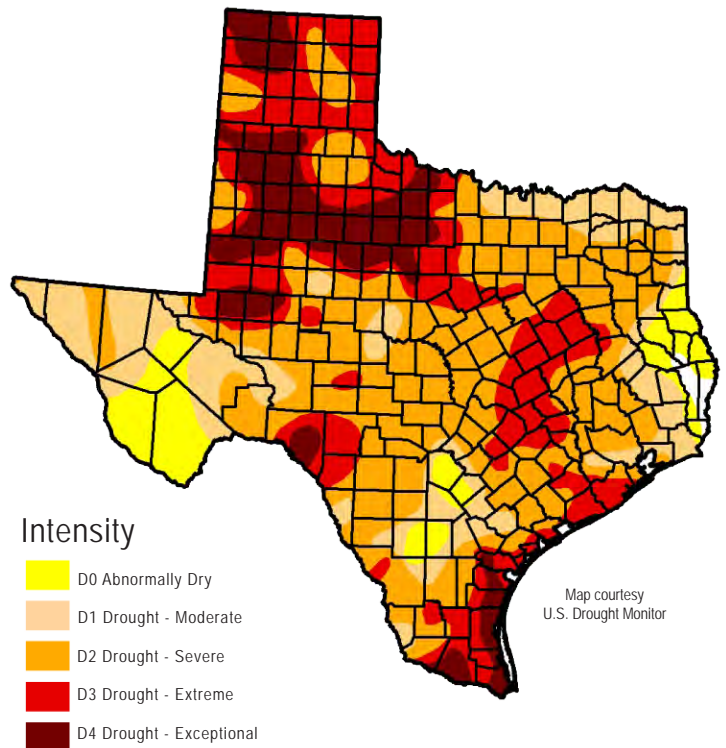 Intensity
D0 Abnormally Dry
D1 Drought - Moderate
D2 Drought - Severe
D3 Drought - Extreme
D4 Drought - Exceptional
Map courtesy
U.S. Drought Monitor